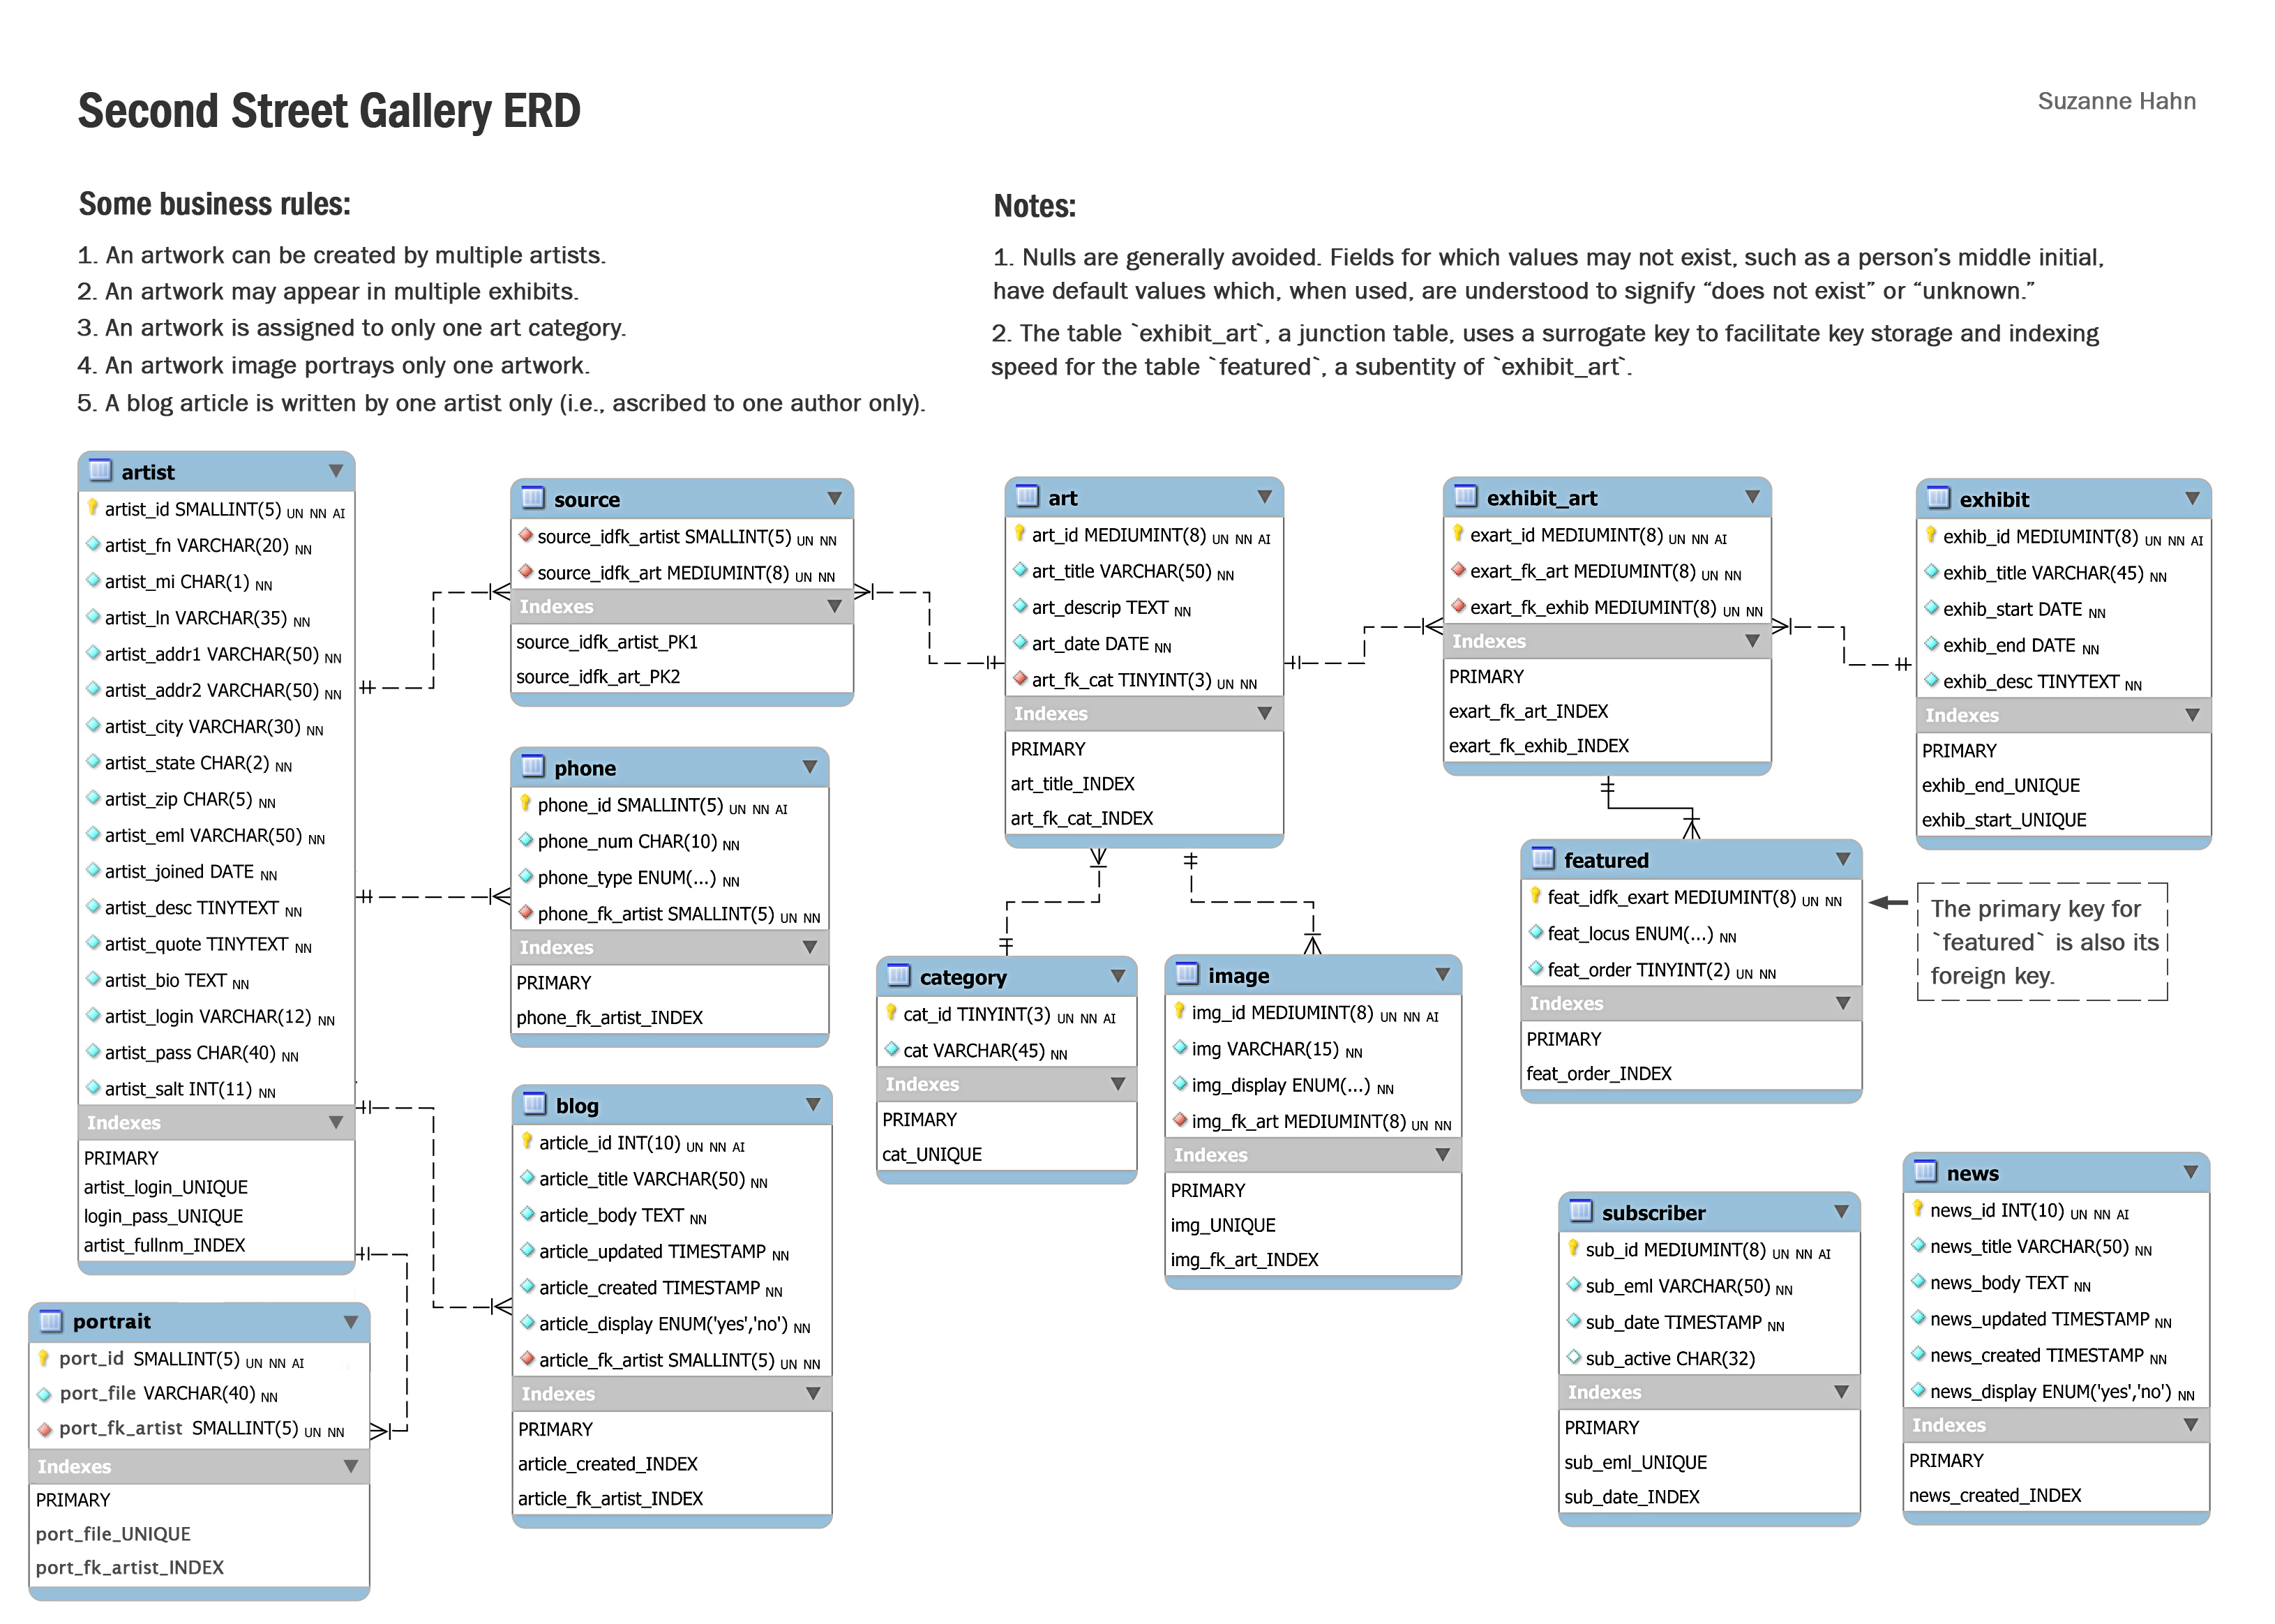 Second Street Gallery ERD
Suzanne Hahn
Some business rules:
1. An artwork can be created by multiple artists.
2. An artwork may appear in multiple exhibits.
3. An artwork is assigned to only one art category.
4. An artwork image portrays only one artwork.
5. A blog article is written by one artist only (i.e., ascribed to one author only).
Notes:
1. Nulls are generally avoided. Fields for which values may not exist, such as a person’s middle initial,
have default values which, when used, are understood to signify “does not exist” or “unknown.”
2. The table `exhibit_art`, a junction table, uses a surrogate key to facilitate key storage and indexing
speed for the table `featured`, a subentity of `exhibit_art`.
artist
artist_id SMALLINT(5) UN NN AI
artist_fn VARCHAR(20) NN
artist_mi CHAR(1) NN
artist_ln VARCHAR(35) NN
artist_addr1 VARCHAR(50) NN
artist_addr2 VARCHAR(50) NN
artist_city VARCHAR(30) NN
artist_state CHAR(2) NN
artist_zip CHAR(5) NN
artist_eml VARCHAR(50) NN
artist_joined DATE NN
artist_desc TINYTEXT NN
artist_quote TINYTEXT NN
artist_bio TEXT NN
artist_login VARCHAR(12) NN
artist_pass CHAR(40) NN
artist_salt INT(11) NN
Indexes
PRIMARY
artist_login_UNIQUE
login_pass_UNIQUE
artist_fullnm_INDEX
portrait
port_id SMALLINT(5) UN NN AI
port_file VARCHAR(40) NN
port_fk_artist SMALLINT(5) UN NN
Indexes
PRIMARY
port_file_UNIQUE
port_fk_artist_INDEX
source
source_idfk_artist SMALLINT(5) UN NN
source_idfk_art MEDIUMINT(8) UN NN
Indexes
source_idfk_artist_PK1
source_idfk_art_PK2
phone
phone_id SMALLINT(5) UN NN AI
phone_num CHAR(10) NN
phone_type ENUM(...) NN
phone_fk_artist SMALLINT(5) UN NN
Indexes
PRIMARY
phone_fk_artist_INDEX
blog
article_id INT(10) UN NN AI
article_title VARCHAR(50) NN
article_body TEXT NN
article_updated TIMESTAMP NN
article_created TIMESTAMP NN
article_display ENUM('yes','no') NN
article_fk_artist SMALLINT(5) UN NN
Indexes
PRIMARY
article_created_INDEX
article_fk_artist_INDEX
art
art_id MEDIUMINT(8) UN NN AI
art_title VARCHAR(50) NN
art_descrip TEXT NN
art_date DATE NN
art_fk_cat TINYINT(3) UN NN
Indexes
PRIMARY
art_title_INDEX
art_fk_cat_INDEX
category
cat_id TINYINT(3) UN NN AI
cat VARCHAR(45) NN
Indexes
PRIMARY
cat_UNIQUE
image
img_id MEDIUMINT(8) UN NN AI
img VARCHAR(15) NN
img_display ENUM(...) NN
img_fk_art MEDIUMINT(8) UN NN
Indexes
PRIMARY
img_UNIQUE
img_fk_art_INDEX
exhibit_art
exart_id MEDIUMINT(8) UN NN AI
exart_fk_art MEDIUMINT(8) UN NN
exart_fk_exhib MEDIUMINT(8) UN NN
Indexes
PRIMARY
exart_fk_art_INDEX
exart_fk_exhib_INDEX
exhibit
exhib_id MEDIUMINT(8) UN NN AI
exhib_title VARCHAR(45) NN
exhib_start DATE NN
exhib_end DATE NN
exhib_desc TINYTEXT NN
Indexes
PRIMARY
exhib_end_UNIQUE
exhib_start_UNIQUE
featured
feat_idfk_exart MEDIUMINT(8) UN NN
feat_locus ENUM(...) NN
feat_order TINYINT(2) UN NN
Indexes
PRIMARY
feat_order_INDEX
The primary key for
`featured` is also its
foreign key.
subscriber
sub_id MEDIUMINT(8) UN NN AI
sub_eml VARCHAR(50) NN
sub_date TIMESTAMP NN
sub_active CHAR(32)
Indexes
PRIMARY
sub_eml_UNIQUE
sub_date_INDEX
news
news_id INT(10) UN NN AI
news_title VARCHAR(50) NN
news_body TEXT NN
news_updated TIMESTAMP NN
news_created TIMESTAMP NN
news_display ENUM('yes','no') NN
Indexes
PRIMARY
news_created_INDEX